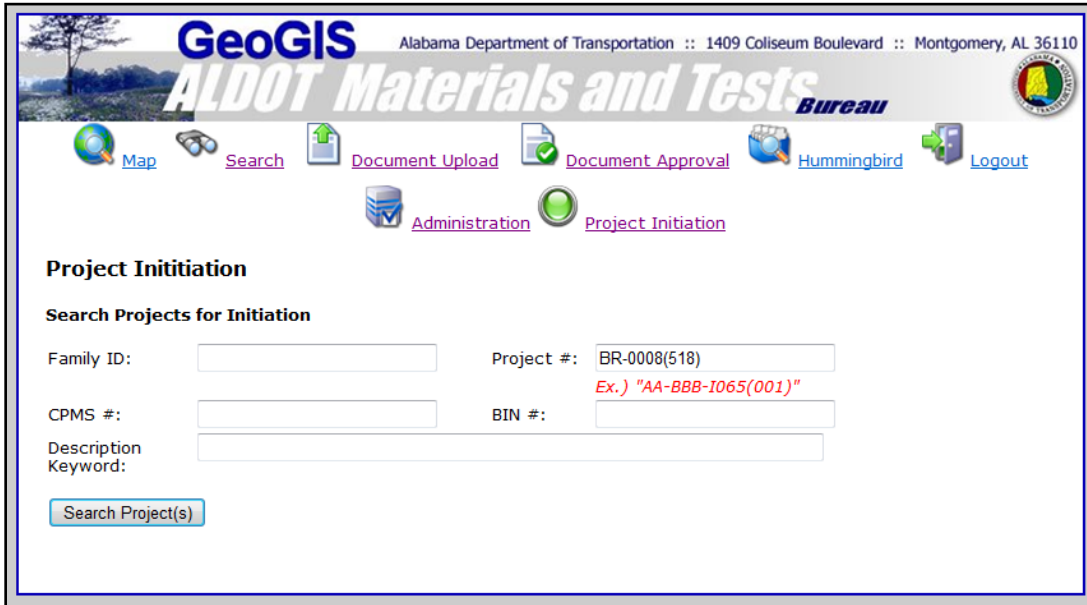 GeoGIS Alabama Department of Transportation :: 1409 Coliseum Boulevard :: Montgomery, AL 36110
ALDOT Materials and Tests Bureau
Map Search Document Upload Document Approval Hummingbird Logout
Administration Project Initiation
Project Inititiation
Search Projects for Initiation
Family ID: Project #: BR-0008(518)
Ex.) "AA-BBB-I065(001)"
CPMS #: BIN #:
Description
Keyword:
Search Project(s)